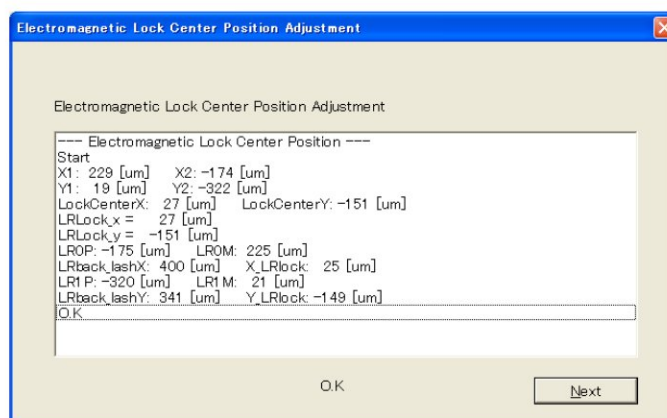 Electromagnetic Lock Center Position Adjustment
Electromagnetic Lock Center Position Adjustment
--- Electromagnetic Lock Center Position ---
Start
X1: 229 [um] X2: -174 [um]
Y1: 19 [um] Y2: -322 [um]
LockCenterX: 27 [um] LockCenterY: -151 [um]
LRLock_x = 27 [um]
LRLock_y = -151 [um]
LR0P: -175 [um] LR0M: 225 [um]
LRback_lashX: 400 [um] X_LRlock: 25 [um]
LR1P: -320 [um] LR1M: 21 [um]
LRback_lashY: 341 [um] Y_LRlock: -149 [um]
O.K
O.K
Next